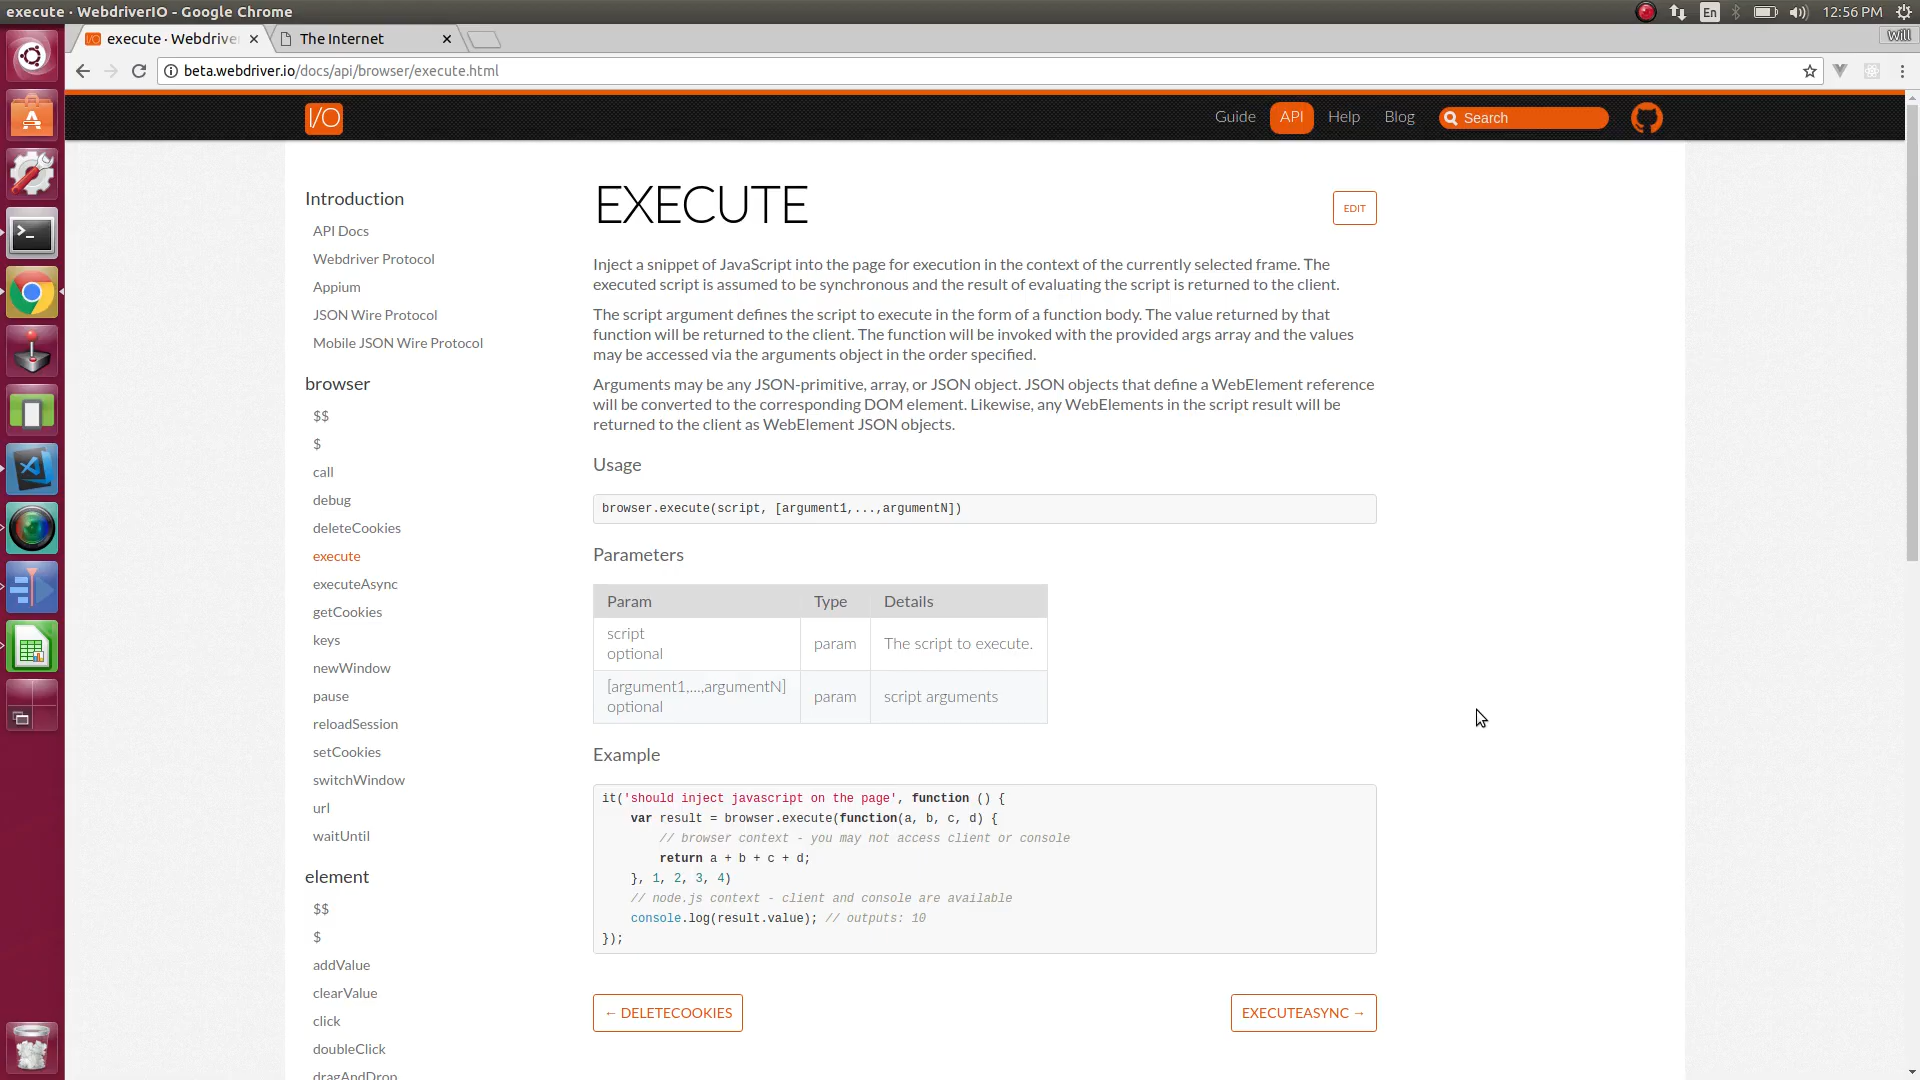 execute · WebdriverIO - Google Chrome
En
12:56 PM
execute · Webdrive
The Internet
Will
beta.webdriver.io/docs/api/browser/execute.html
I/O
Guide
API
Help
Blog
Search
Introduction
API Docs
Webdriver Protocol
Appium
JSON Wire Protocol
Mobile JSON Wire Protocol
browser
$$
$
call
debug
deleteCookies
execute
executeAsync
getCookies
keys
newWindow
pause
reloadSession
setCookies
switchWindow
url
waitUntil
element
$$
$
addValue
clearValue
click
doubleClick
dragAndDrop
EXECUTE
EDIT
Inject a snippet of JavaScript into the page for execution in the context of the currently selected frame. The
executed script is assumed to be synchronous and the result of evaluating the script is returned to the client.
The script argument defines the script to execute in the form of a function body. The value returned by that
function will be returned to the client. The function will be invoked with the provided args array and the values
may be accessed via the arguments object in the order specified.
Arguments may be any JSON-primitive, array, or JSON object. JSON objects that define a WebElement reference
will be converted to the corresponding DOM element. Likewise, any WebElements in the script result will be
returned to the client as WebElement JSON objects.
Usage
browser.execute(script, [argument1,...,argumentN])
Parameters
Param Type Details
script
optional
param
The script to execute.
[argument1,...,argumentN]
optional
param
script arguments
Example
it('should inject javascript on the page', function () {
var result = browser.execute(function(a, b, c, d) {
// browser context - you may not access client or console
return a + b + c + d;
}, 1, 2, 3, 4)
// node.js context - client and console are available
console.log(result.value); // outputs: 10
});
← DELETECOOKIES
EXECUTEASYNC →